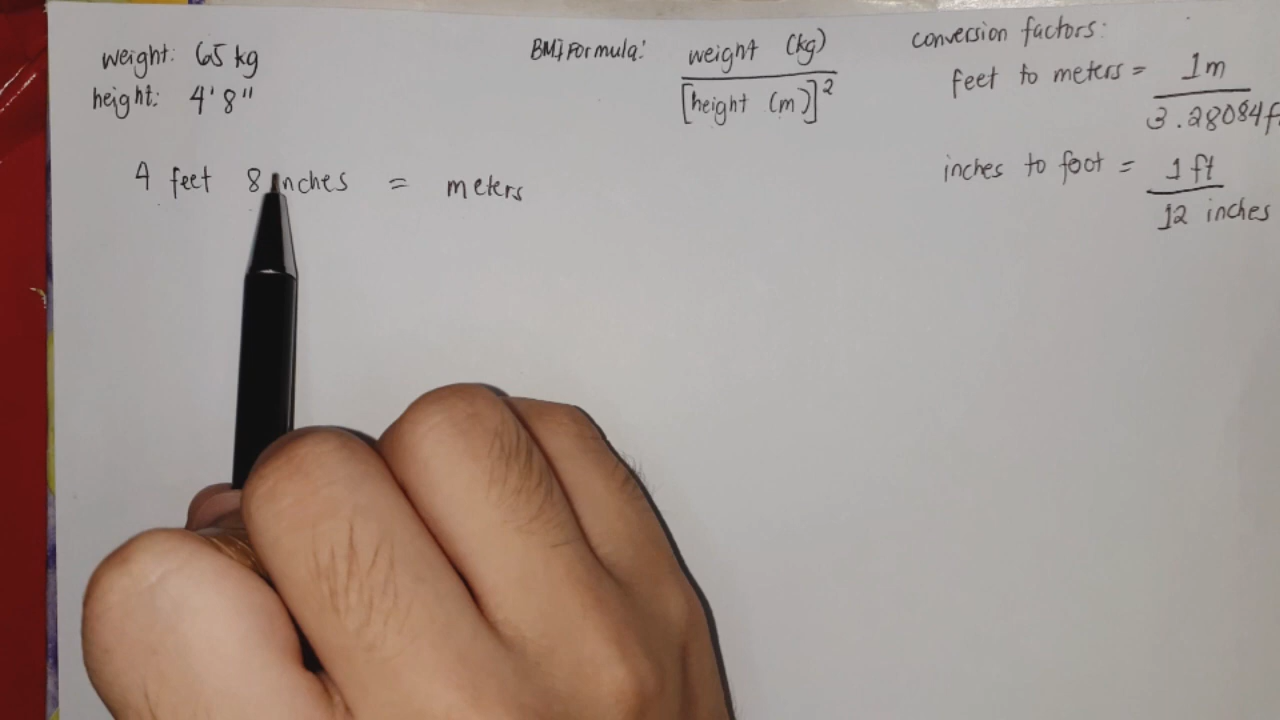 weight: 65 kg
height: 4' 8"
4 feet 8 inches = meters
BMI Formula:
weight (kg)
[height (m)]²
conversion factors:
feet to meters = 1m
3.28084ft
inches to foot = 1 ft
12 inches